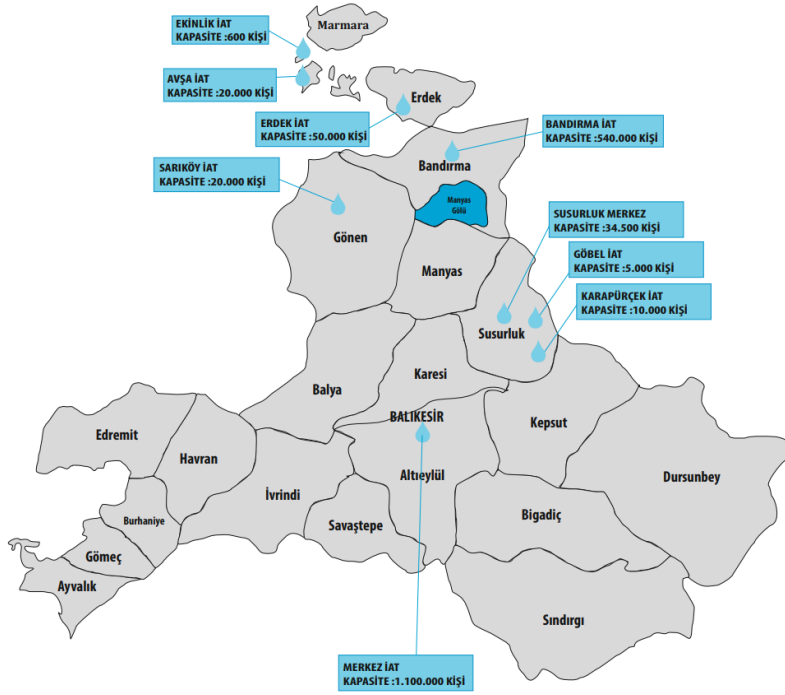 Marmara
EKİNLİK İAT
KAPASİTE :600 KİŞİ
AVŞA İAT
KAPASİTE :20.000 KİŞİ
Erdek
ERDEK İAT
KAPASİTE :50.000 KİŞİ
BANDIRMA İAT
KAPASİTE :540.000 KİŞİ
Bandırma
SARIKÖY İAT
KAPASİTE :20.000 KİŞİ
Manyas
Gölü
SUSURLUK MERKEZ
KAPASİTE :34.500 KİŞİ
Gönen
GÖBEL İAT
KAPASİTE :5.000 KİŞİ
Manyas
KARAPÜRÇEK İAT
KAPASİTE :10.000 KİŞİ
Susurluk
Karesi
Balya
BALIKESİR
Kepsut
Edremit
Havran
Altıeylül
Dursunbey
İvrindi
Bigadiç
Burhaniye
Savaştepe
Gömeç
Ayvalık
Sındırgı
MERKEZ İAT
KAPASİTE :1.100.000 KİŞİ